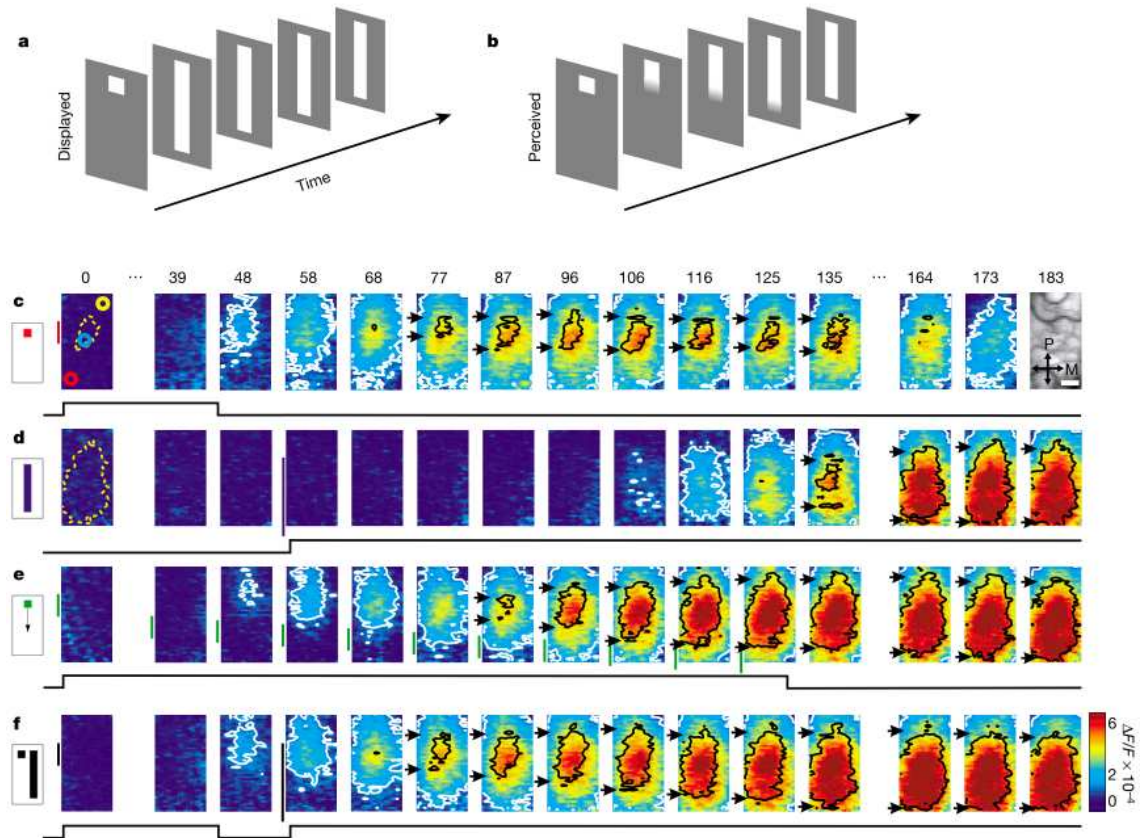 a
b
Displayed
Time
Perceived
0 ... 39 48 58 68 77 87 96 106 116 125 135 ... 164 173 183
c
P
M
d
e
f
6
4
2
0
ΔF/F × 10⁻⁴